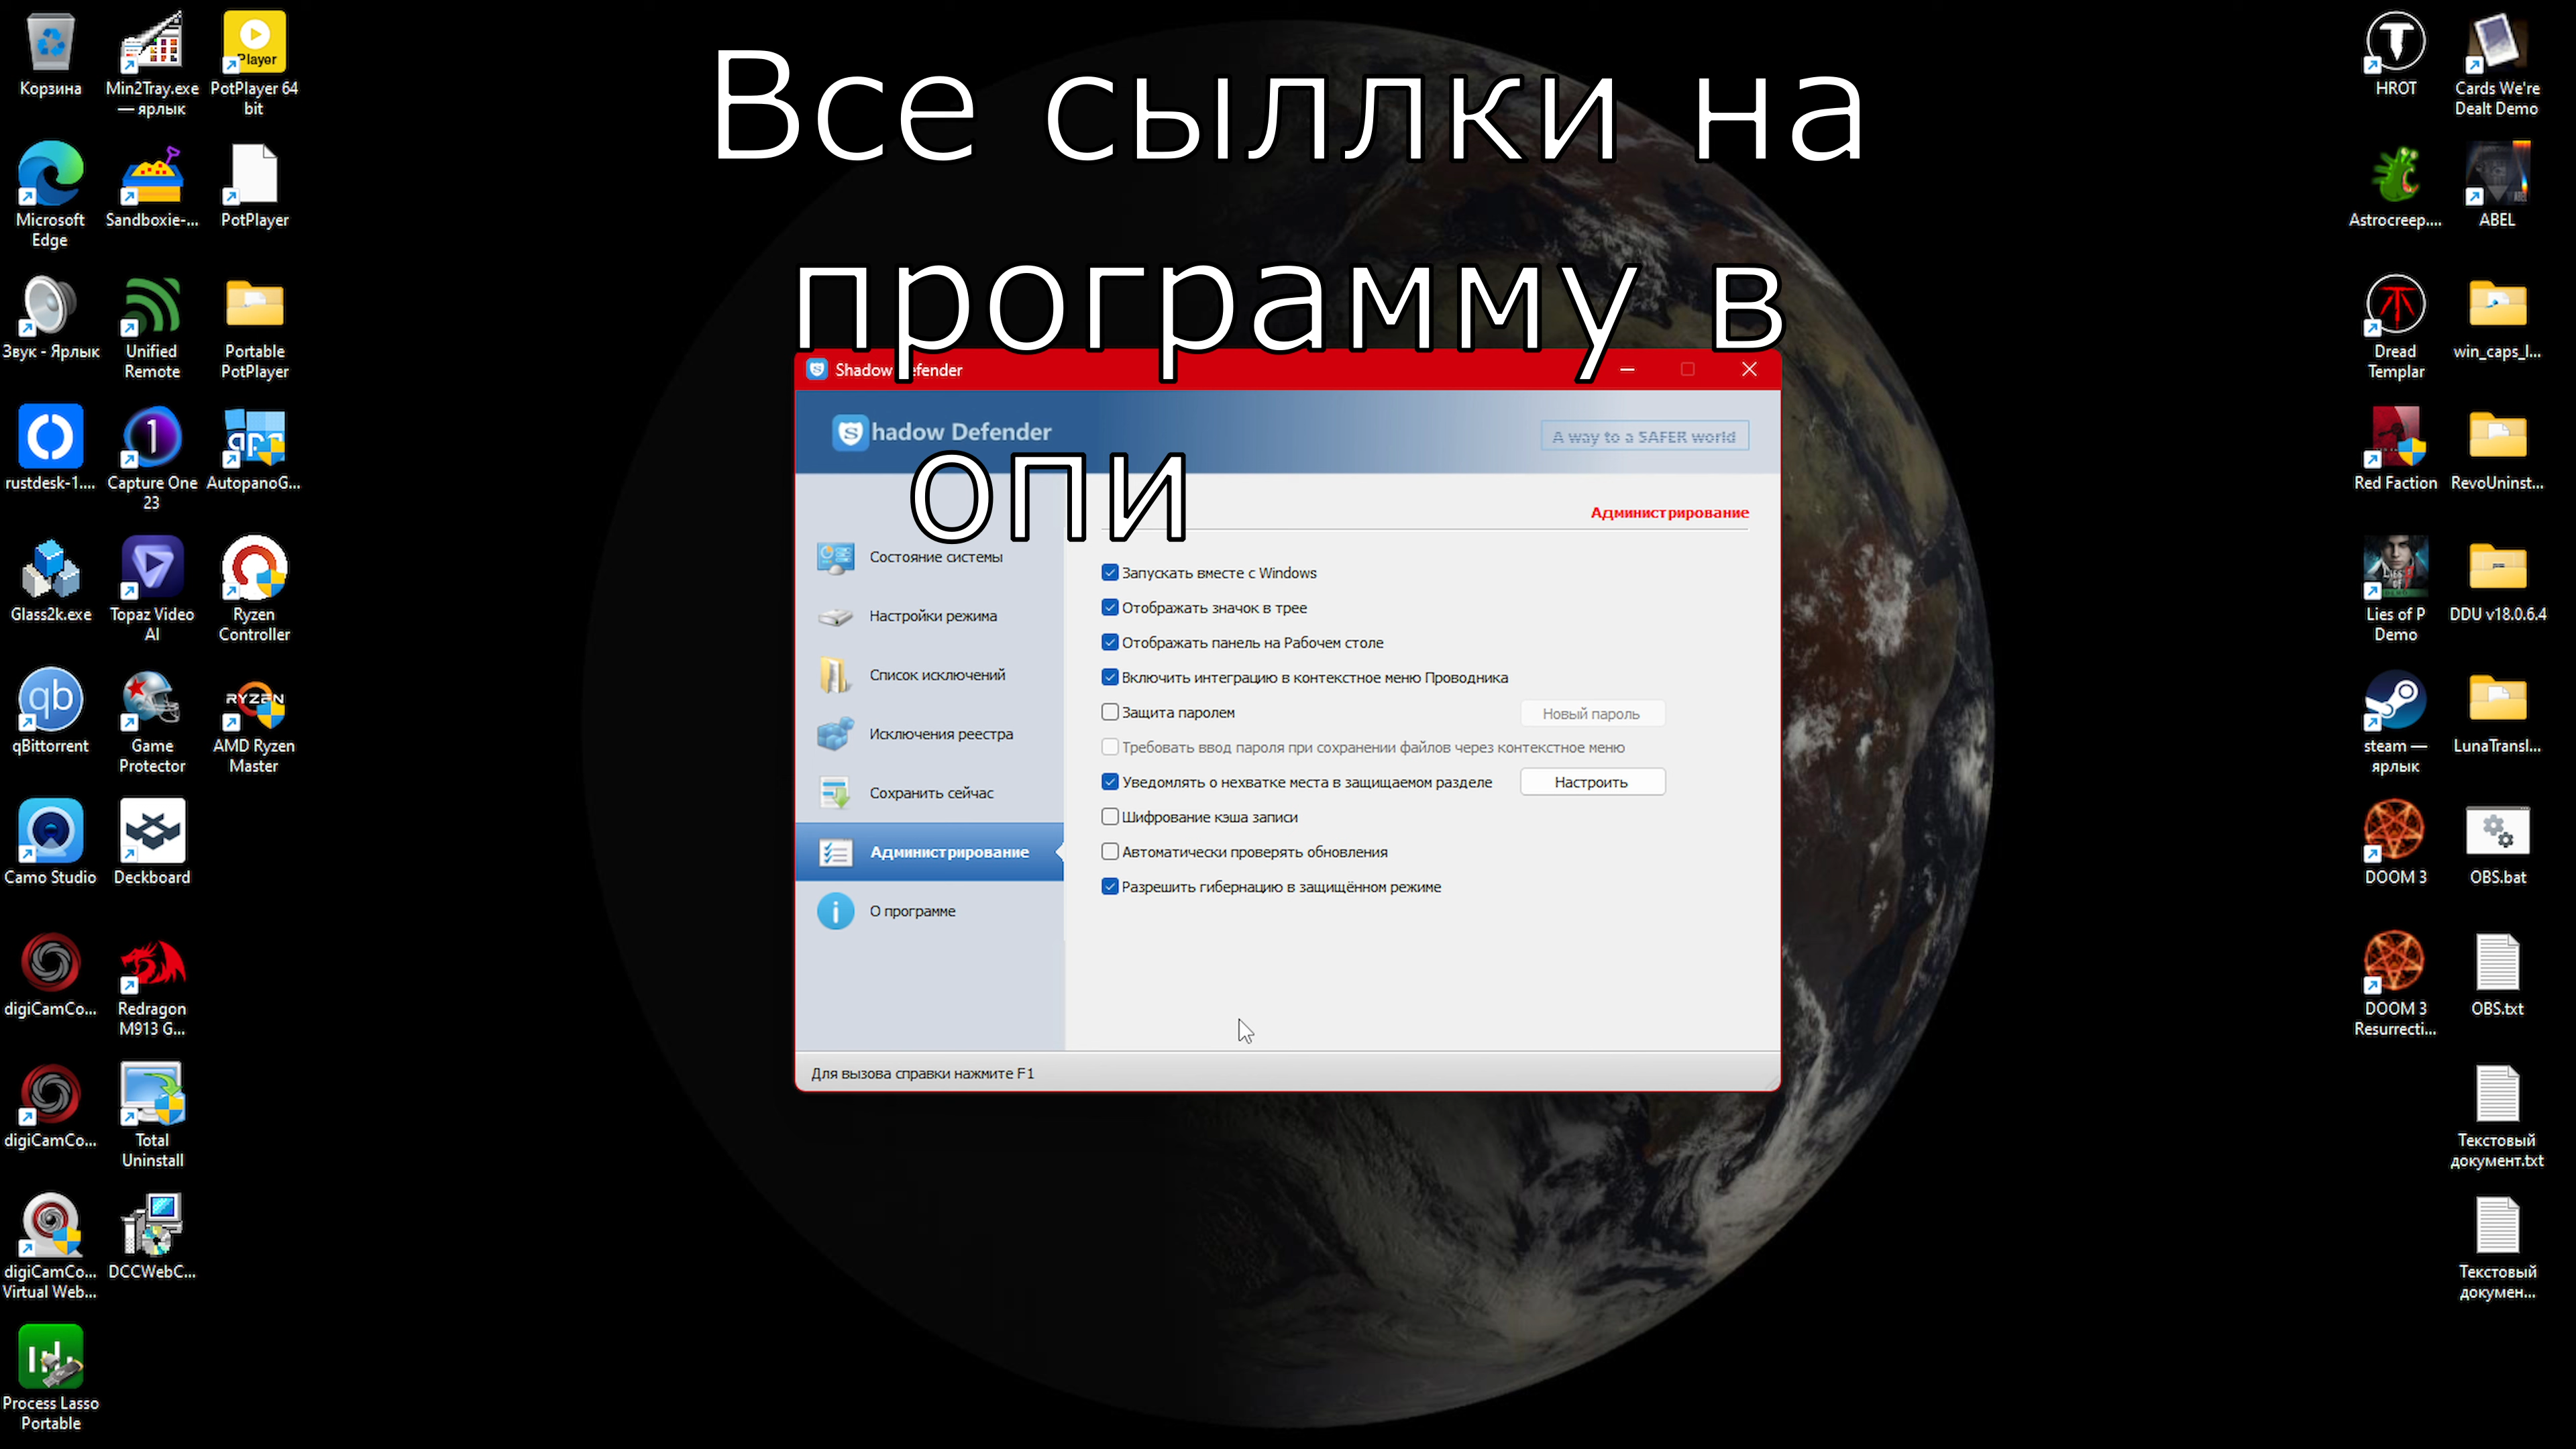 Все сыллки на
программу в
опи
Корзина
Min2Tray.exe
— ярлык
PotPlayer 64
bit
Player
Microsoft
Edge
Sandboxie-...
PotPlayer
Звук - Ярлык
Unified
Remote
Portable
PotPlayer
rustdesk-1....
Capture One
23
AutopanoG...
Glass2k.exe
Topaz Video
AI
Ryzen
Controller
qb
qBittorrent
Game
Protector
RYZEN
AMD Ryzen
Master
Camo Studio
Deckboard
digiCamCo...
Redragon
M913 G...
digiCamCo...
Total
Uninstall
digiCamCo...
Virtual Web...
DCCWebC...
Process Lasso
Portable
Shadow Defender
Shadow Defender
A way to a SAFER world
Администрирование
Состояние системы
Настройки режима
Список исключений
Исключения реестра
Сохранить сейчас
Администрирование
О программе
Запускать вместе с Windows
Отображать значок в трее
Отображать панель на Рабочем столе
Включить интеграцию в контекстное меню Проводника
Защита паролем
Новый пароль
Требовать ввод пароля при сохранении файлов через контекстное меню
Уведомлять о нехватке места в защищаемом разделе
Настроить
Шифрование кэша записи
Автоматически проверять обновления
Разрешить гибернацию в защищённом режиме
Для вызова справки нажмите F1
HROT
Cards We're
Dealt Demo
Astrocreep....
ABEL
Dread
Templar
win_caps_l...
Red Faction
RevoUninst...
Lies of P
Demo
DDU v18.0.6.4
steam —
ярлык
LunaTransl...
DOOM 3
OBS.bat
DOOM 3
Resurrecti...
OBS.txt
Текстовый
документ.txt
Текстовый
докумен...